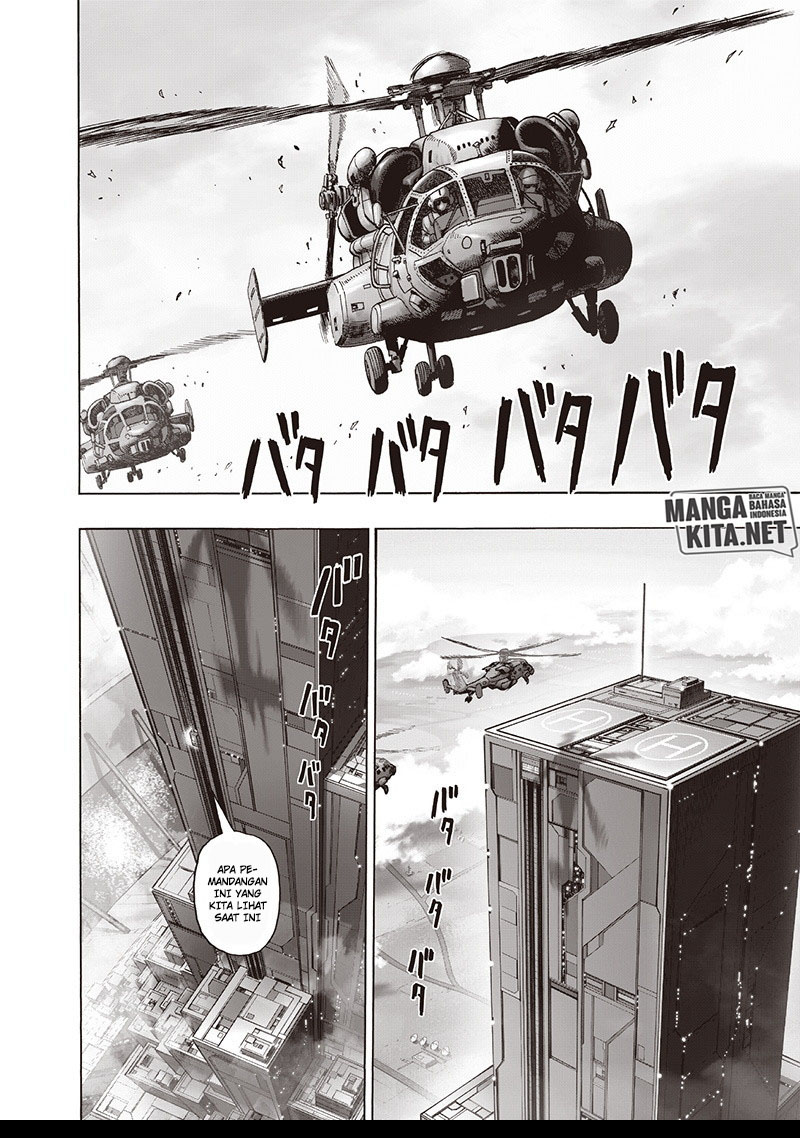 バタ バタ バタ バタ
MANGA
KITA.NET
BACA MANGA
BAHASA
INDONESIA
バタ
バタ
バタ
H
H
バタ
バタ
バタ
APA PE-
MANDANGAN
INI YANG
KITA LIHAT
SAAT INI